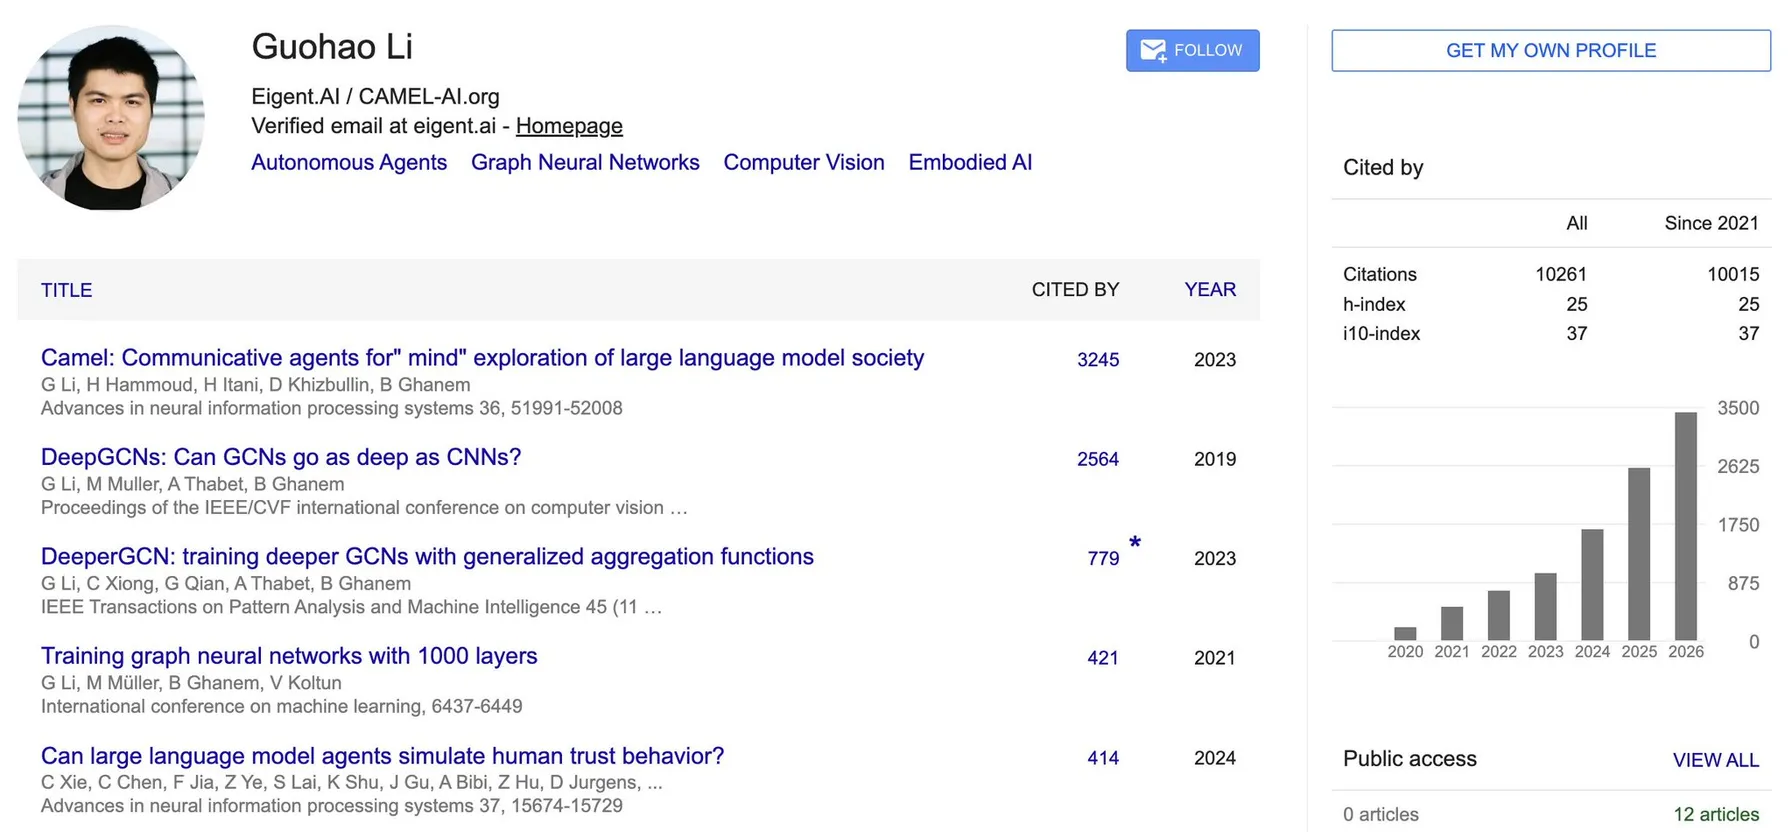 Guohao Li
FOLLOW
Eigent.AI / CAMEL-AI.org
Verified email at eigent.ai - Homepage
Autonomous Agents Graph Neural Networks Computer Vision Embodied AI
TITLE CITED BY YEAR
Camel: Communicative agents for" mind" exploration of large language model society 3245 2023
G Li, H Hammoud, H Itani, D Khizbullin, B Ghanem
Advances in neural information processing systems 36, 51991-52008
DeepGCNs: Can GCNs go as deep as CNNs? 2564 2019
G Li, M Muller, A Thabet, B Ghanem
Proceedings of the IEEE/CVF international conference on computer vision …
DeeperGCN: training deeper GCNs with generalized aggregation functions 779 * 2023
G Li, C Xiong, G Qian, A Thabet, B Ghanem
IEEE Transactions on Pattern Analysis and Machine Intelligence 45 (11 …
Training graph neural networks with 1000 layers 421 2021
G Li, M Müller, B Ghanem, V Koltun
International conference on machine learning, 6437-6449
Can large language model agents simulate human trust behavior? 414 2024
C Xie, C Chen, F Jia, Z Ye, S Lai, K Shu, J Gu, A Bibi, Z Hu, D Jurgens, ...
Advances in neural information processing systems 37, 15674-15729
GET MY OWN PROFILE
Cited by
All Since 2021
Citations 10261 10015
h-index 25 25
i10-index 37 37
3500
2625
1750
875
0
2020 2021 2022 2023 2024 2025 2026
Public access VIEW ALL
0 articles 12 articles